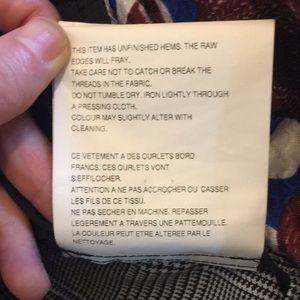 THIS ITEM HAS UNFINISHED HEMS. THE RAW
EDGES WILL FRAY.
TAKE CARE NOT TO CATCH OR BREAK THE
THREADS IN THE FABRIC.
DO NOT TUMBLE DRY. IRON LIGHTLY THROUGH
A PRESSING CLOTH.
COLOUR MAY SLIGHTLY ALTER WITH
CLEANING.
CE VETEMENT A DES OURLETS BORD
FRANCS. CES OURLETS VONT
S'EFFILOCHER.
ATTENTION A NE PAS ACCROCHER OU CASSER
LES FILS DE CE TISSU.
NE PAS SECHER EN MACHINE. REPASSER
LEGEREMENT A TRAVERS UNE PATTEMOUILLE.
LA COULEUR PEUT ETRE ALTEREE PAR LE
NETTOYAGE.